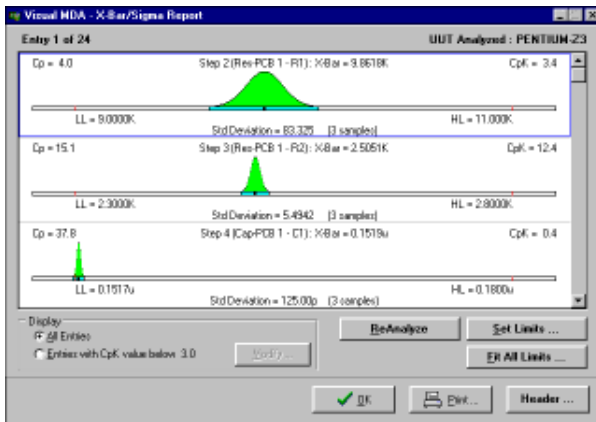 Visual MDA - X-Bar/Sigma Report
Entry 1 of 24 UUT Analyzed : PENTIUM-Z3
Cp = 4.0 Step 2 (Res-PCB 1 - R1): X-Bar = 9.8618K CpK = 3.4
LL = 9.0000K HL = 11.000K
Std Deviation = 83.325 (3 samples)
Cp = 15.1 Step 3 (Res-PCB 1 - R2): X-Bar = 2.5051K CpK = 12.4
LL = 2.3000K HL = 2.8000K
Std Deviation = 5.4942 (3 samples)
Cp = 37.8 Step 4 (Cap-PCB 1 - C1): X-Bar = 0.1519u CpK = 0.4
LL = 0.1517u HL = 0.1800u
Std Deviation = 125.00p (3 samples)
Display
All Entries
Entries with CpK value below 3.0
Modify ...
ReAnalyze
Set Limits ...
Fit All Limits ...
OK
Print...
Header ...